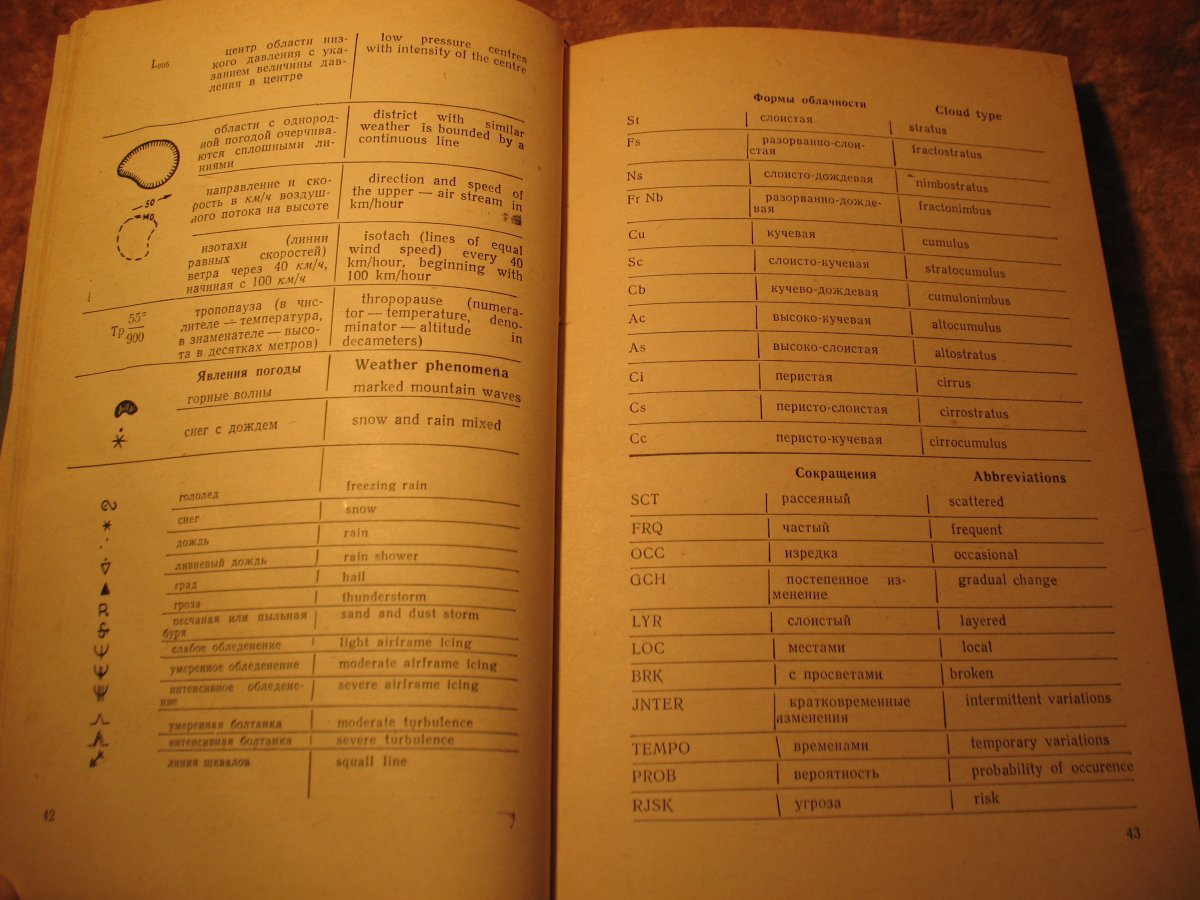 L995
центр области низ-
кого давления с ука-
занием величины дав-
ления в центре
low pressure centres
with intensity of the centre
области с однород-
ной погодой очерчива-
ются сплошными ли-
ниями
district with similar
weather is bounded by a
continuous line
—50→
направление и ско-
рость в км/ч воздуш-
ного потока на высоте
direction and speed of
the upper — air stream in
km/hour
140
изотахи (линии
равных скоростей)
ветра через 40 км/ч,
начиная с 100 км/ч
isotach (lines of equal
wind speed) every 40
km/hour, beginning with
100 km/hour
Тр 55°/900
тропопауза (в чис-
лителе — температура,
в знаменателе — высо-
та в десятках метров)
thropopause (numera-
tor — temperature, deno-
minator — altitude in
decameters)
Явления погоды Weather phenomena
горные волны marked mountain waves
снег с дождем snow and rain mixed
гололед freezing rain
снег snow
дождь rain
ливневый дождь rain shower
град hail
гроза thunderstorm
песчаная или пыльная
буря
sand and dust storm
слабое обледенение light airframe icing
умеренное обледенение moderate airframe icing
интенсивное обледене-
ние
severe airframe icing
умеренная болтанка moderate turbulence
интенсивная болтанка severe turbulence
линия шквалов squall line
42
Формы облачности Cloud type
St слоистая stratus
Fs разорванно-слои-
стая
fractostratus
Ns слоисто-дождевая nimbostratus
Fr Nb разорванно-дожде-
вая
fractonimbus
Cu кучевая cumulus
Sc слоисто-кучевая stratocumulus
Cb кучево-дождевая cumulonimbus
Ac высоко-кучевая altocumulus
As высоко-слоистая altostratus
Ci перистая cirrus
Cs перисто-слоистая cirrostratus
Cc перисто-кучевая cirrocumulus
Сокращения Abbreviations
SCT рассеяный scattered
FRQ частый frequent
OCC изредка occasional
GCH постепенное из-
менение
gradual change
LYR слоистый layered
LOC местами local
BRK с просветами broken
JNTER кратковременные
изменения
intermittent variations
TEMPO временами temporary variations
PROB вероятность probability of occurence
RJSK угроза risk
43